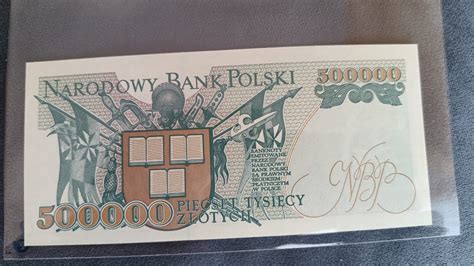 NARODOWY BANK POLSKI
500000
BANKNOTY
EMITOWANE
PRZEZ
NARODOWY
BANK POLSKI
SĄ PRAWNYM
ŚRODKIEM
PŁATNICZYM
W POLSCE
NBP
500000
PIĘĆSET TYSIĘCY
ZŁOTYCH